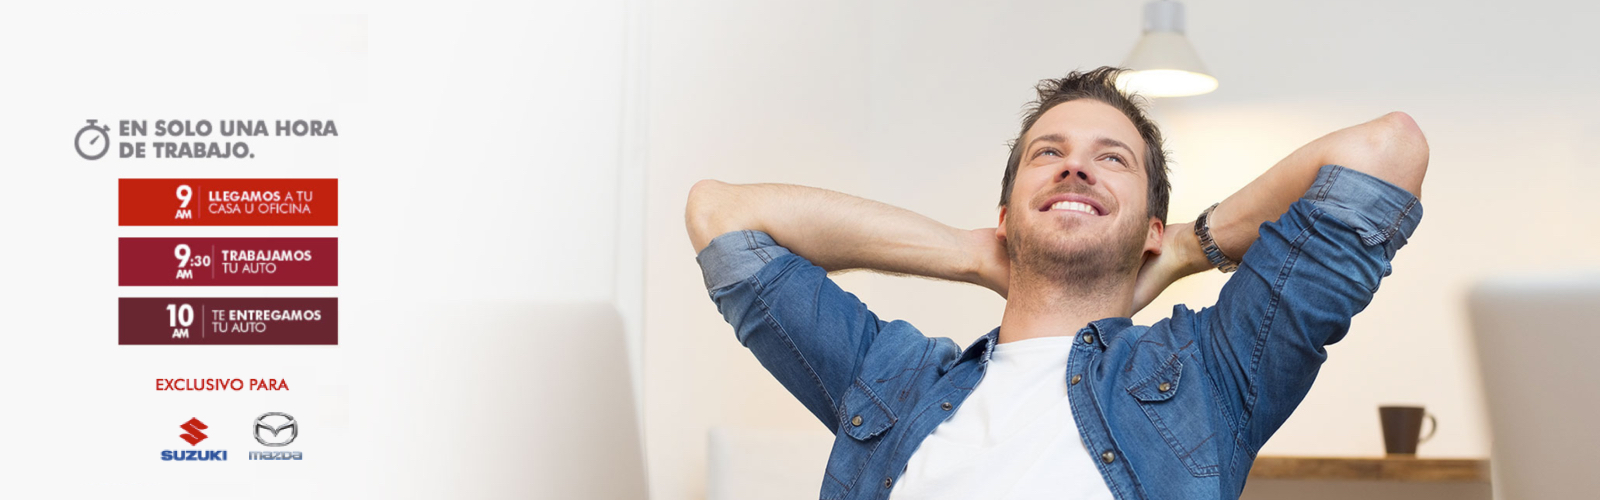 EN SOLO UNA HORA
DE TRABAJO.
9 AM
LLEGAMOS A TU
CASA U OFICINA
9:30 AM
TRABAJAMOS
TU AUTO
10 AM
TE ENTREGAMOS
TU AUTO
EXCLUSIVO PARA
SUZUKI
mazda